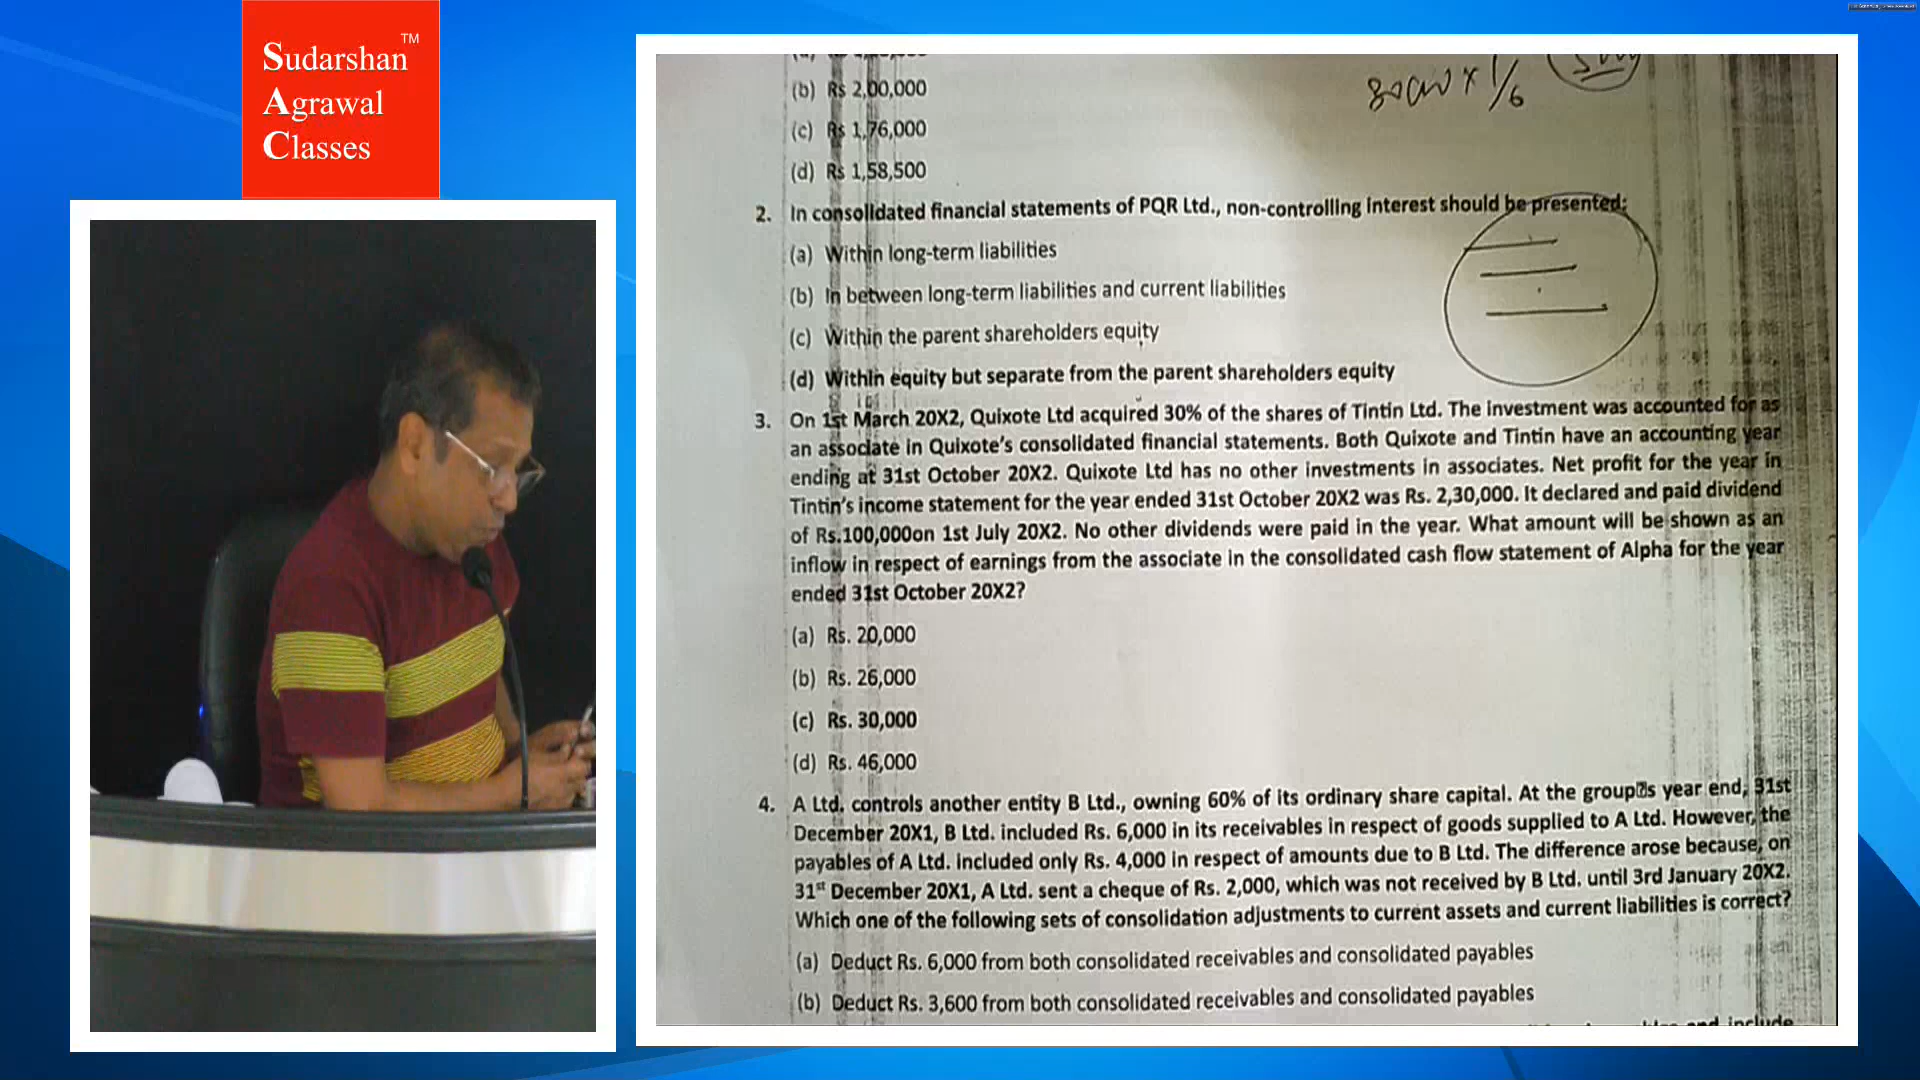 Sudarshan TM
Agrawal
Classes
(b) Rs 2,00,000
(c) Rs 1,76,000
(d) Rs 1,58,500
80000 x 1/6
2. In consolidated financial statements of PQR Ltd., non-controlling interest should be presented:
(a) Within long-term liabilities
(b) In between long-term liabilities and current liabilities
(c) Within the parent shareholders equity
(d) Within equity but separate from the parent shareholders equity
3. On 1st March 20X2, Quixote Ltd acquired 30% of the shares of Tintin Ltd. The investment was accounted for as
an associate in Quixote's consolidated financial statements. Both Quixote and Tintin have an accounting year
ending at 31st October 20X2. Quixote Ltd has no other investments in associates. Net profit for the year in
Tintin's income statement for the year ended 31st October 20X2 was Rs. 2,30,000. It declared and paid dividend
of Rs.100,000on 1st July 20X2. No other dividends were paid in the year. What amount will be shown as an
inflow in respect of earnings from the associate in the consolidated cash flow statement of Alpha for the year
ended 31st October 20X2?
(a) Rs. 20,000
(b) Rs. 26,000
(c) Rs. 30,000
(d) Rs. 46,000
4. A Ltd. controls another entity B Ltd., owning 60% of its ordinary share capital. At the group⍰s year end, 31st
December 20X1, B Ltd. included Rs. 6,000 in its receivables in respect of goods supplied to A Ltd. However, the
payables of A Ltd. included only Rs. 4,000 in respect of amounts due to B Ltd. The difference arose because, on
31st December 20X1, A Ltd. sent a cheque of Rs. 2,000, which was not received by B Ltd. until 3rd January 20X2.
Which one of the following sets of consolidation adjustments to current assets and current liabilities is correct?
(a) Deduct Rs. 6,000 from both consolidated receivables and consolidated payables
(b) Deduct Rs. 3,600 from both consolidated receivables and consolidated payables
and include